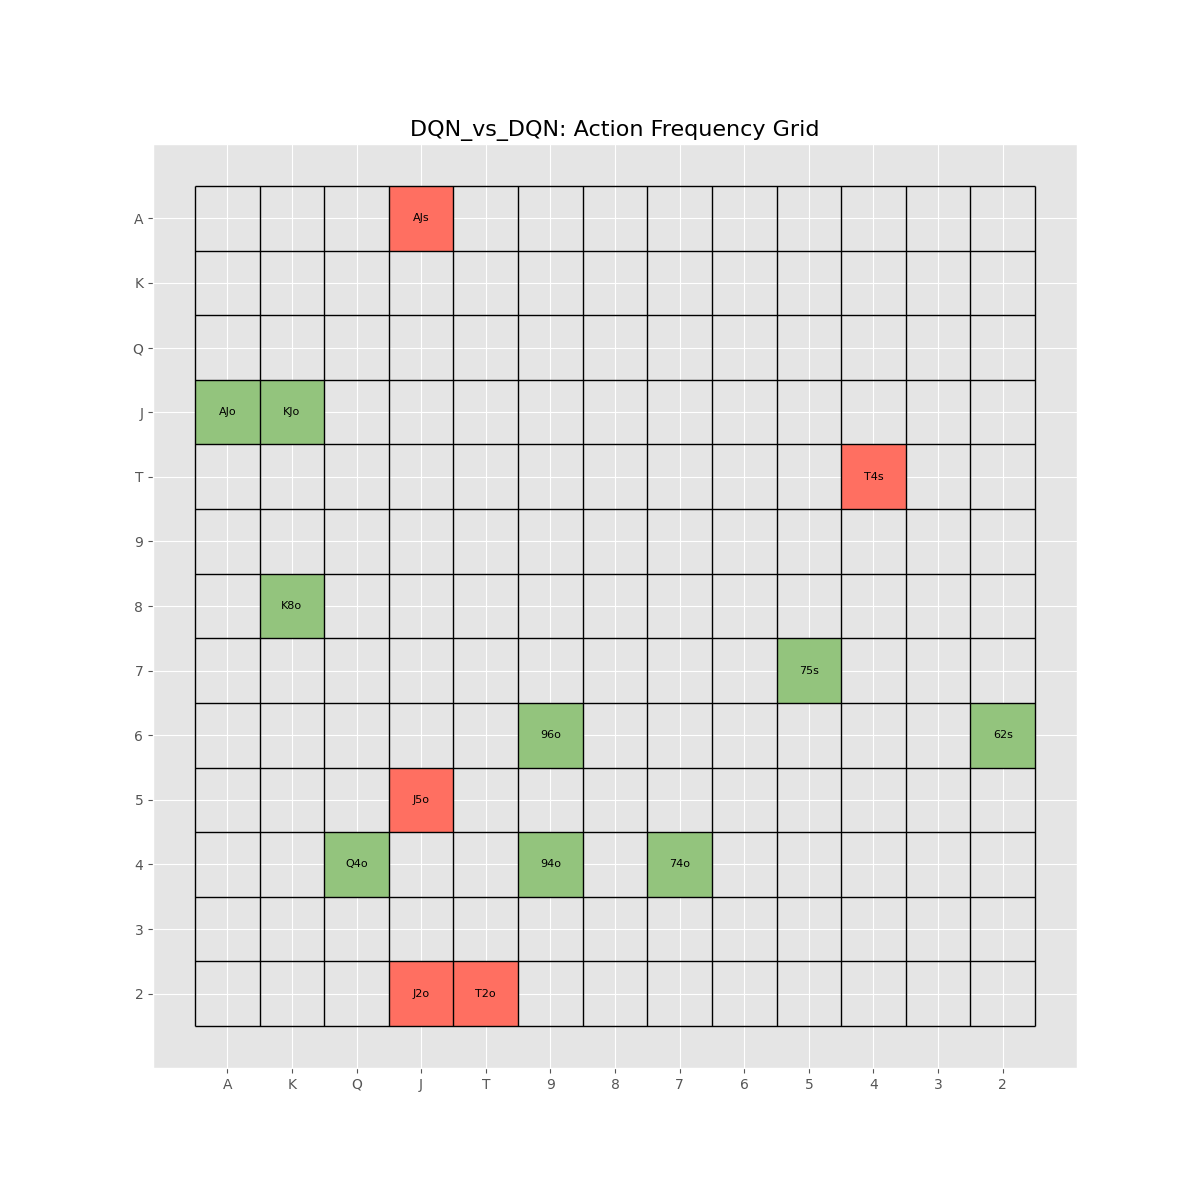 DQN_vs_DQN: Action Frequency Grid
A
AJs
K
Q
J
AJo
KJo
T
T4s
9
8
K8o
7
75s
6
96o
62s
5
J5o
4
Q4o
94o
74o
3
2
J2o
T2o
A K Q J T 9 8 7 6 5 4 3 2